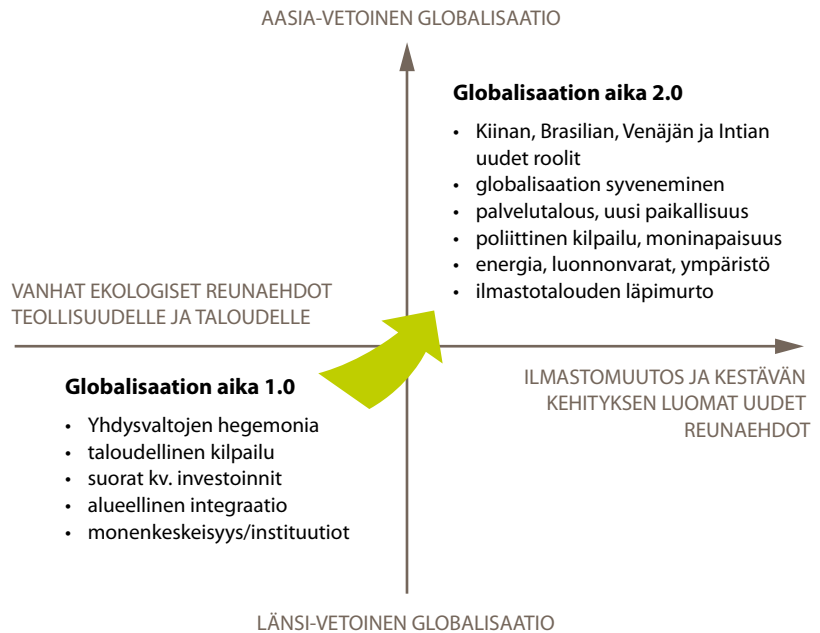 AASIA-VETOINEN GLOBALISAATIO
Globalisaation aika 2.0
• Kiinan, Brasilian, Venäjän ja Intian
uudet roolit
• globalisaation syveneminen
• palvelutalous, uusi paikallisuus
• poliittinen kilpailu, moninapaisuus
• energia, luonnonvarat, ympäristö
• ilmastotalouden läpimurto
VANHAT EKOLOGISET REUNAEHDOT
TEOLLISUUDELLE JA TALOUDELLE
ILMASTOMUUTOS JA KESTÄVÄN
KEHITYKSEN LUOMAT UUDET
REUNAEHDOT
Globalisaation aika 1.0
• Yhdysvaltojen hegemonia
• taloudellinen kilpailu
• suorat kv. investoinnit
• alueellinen integraatio
• monenkeskeisyys/instituutiot
LÄNSI-VETOINEN GLOBALISAATIO